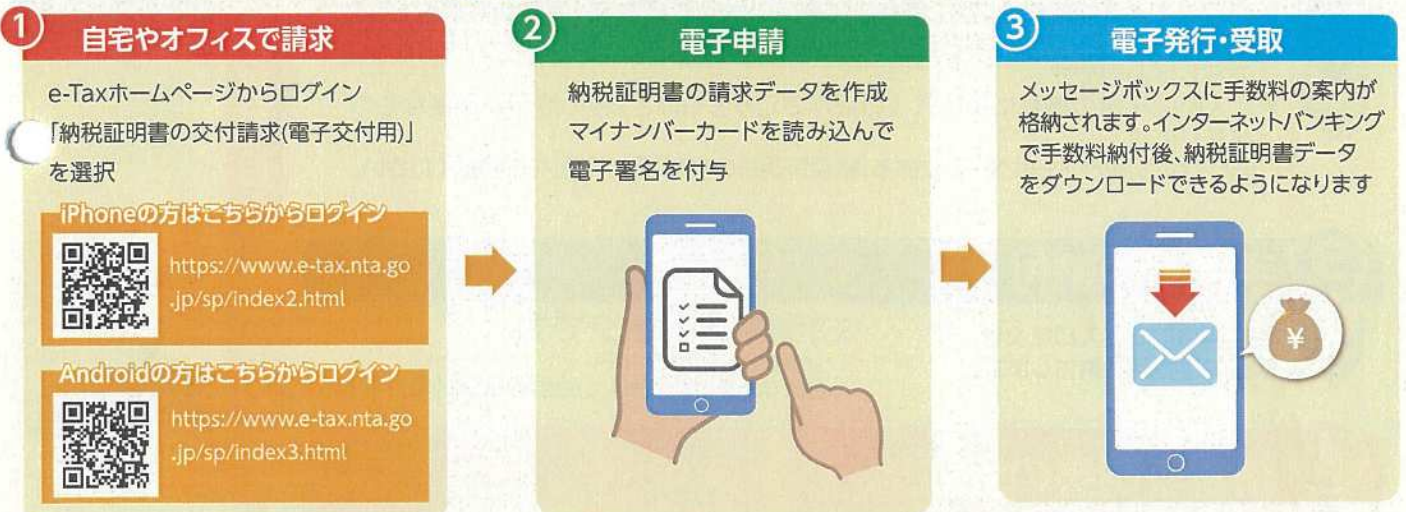 ① 自宅やオフィスで請求
e-Taxホームページからログイン
「納税証明書の交付請求(電子交付用)」
を選択
iPhoneの方はこちらからログイン
https://www.e-tax.nta.go
.jp/sp/index2.html
Androidの方はこちらからログイン
https://www.e-tax.nta.go
.jp/sp/index3.html
② 電子申請
納税証明書の請求データを作成
マイナンバーカードを読み込んで
電子署名を付与
③ 電子発行・受取
メッセージボックスに手数料の案内が
格納されます。インターネットバンキング
で手数料納付後、納税証明書データ
をダウンロードできるようになります
¥